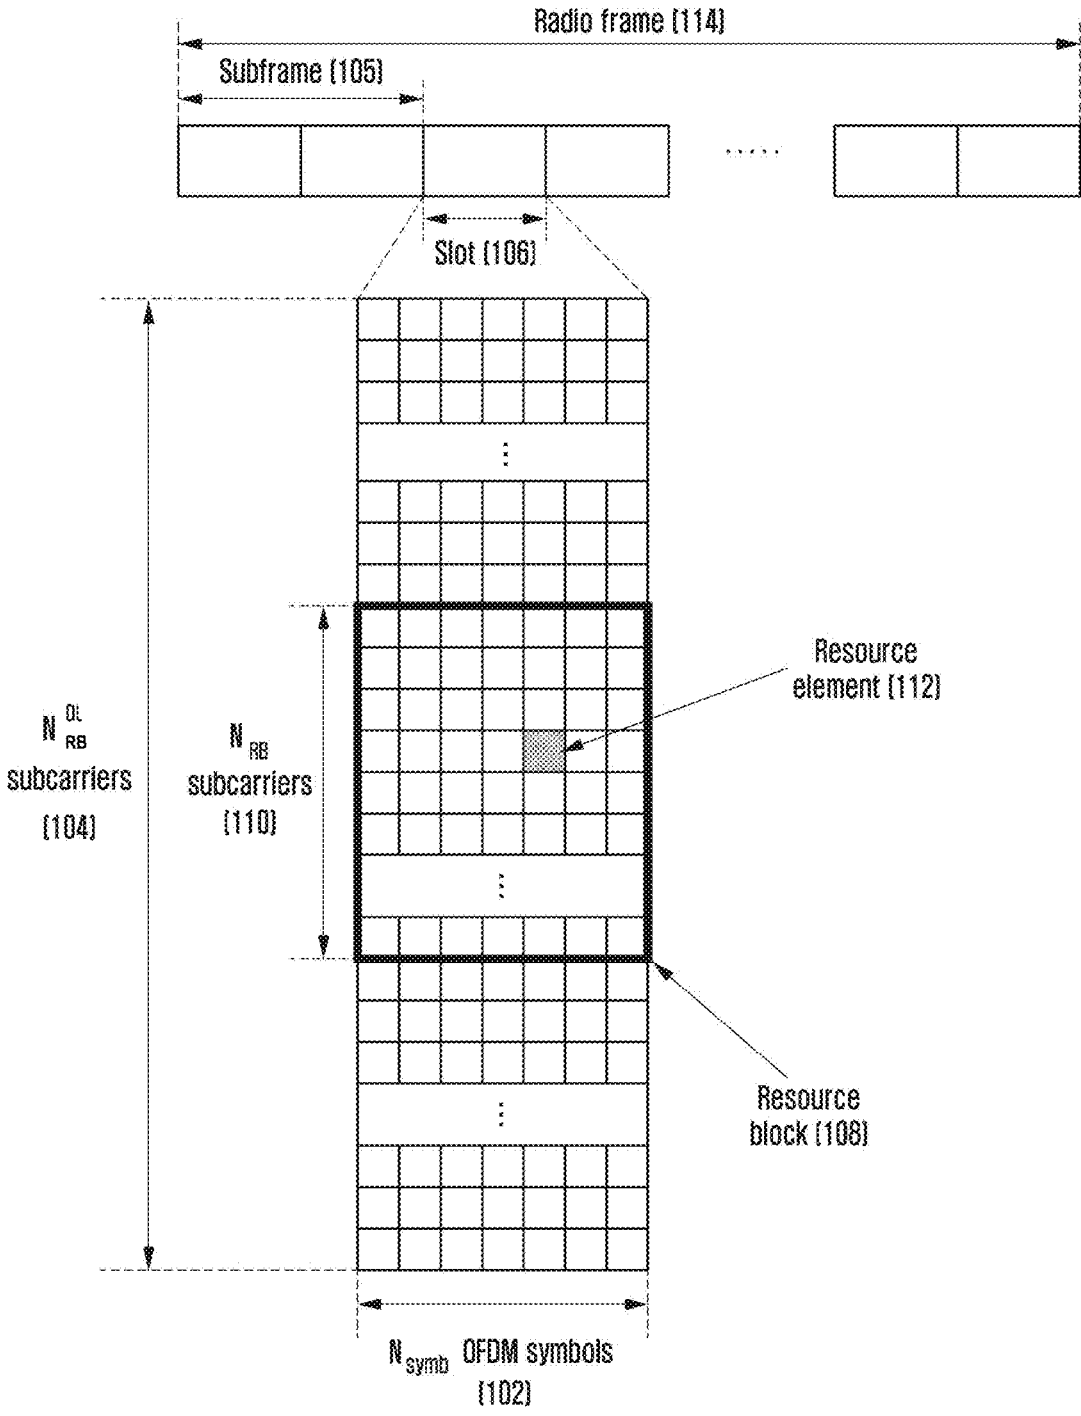 Radio frame (114)
Subframe (105)
Slot (106)
Resource
element (112)
N DL RB
subcarriers
(104)
N RB
subcarriers
(110)
Resource
block (108)
N symb OFDM symbols
(102)